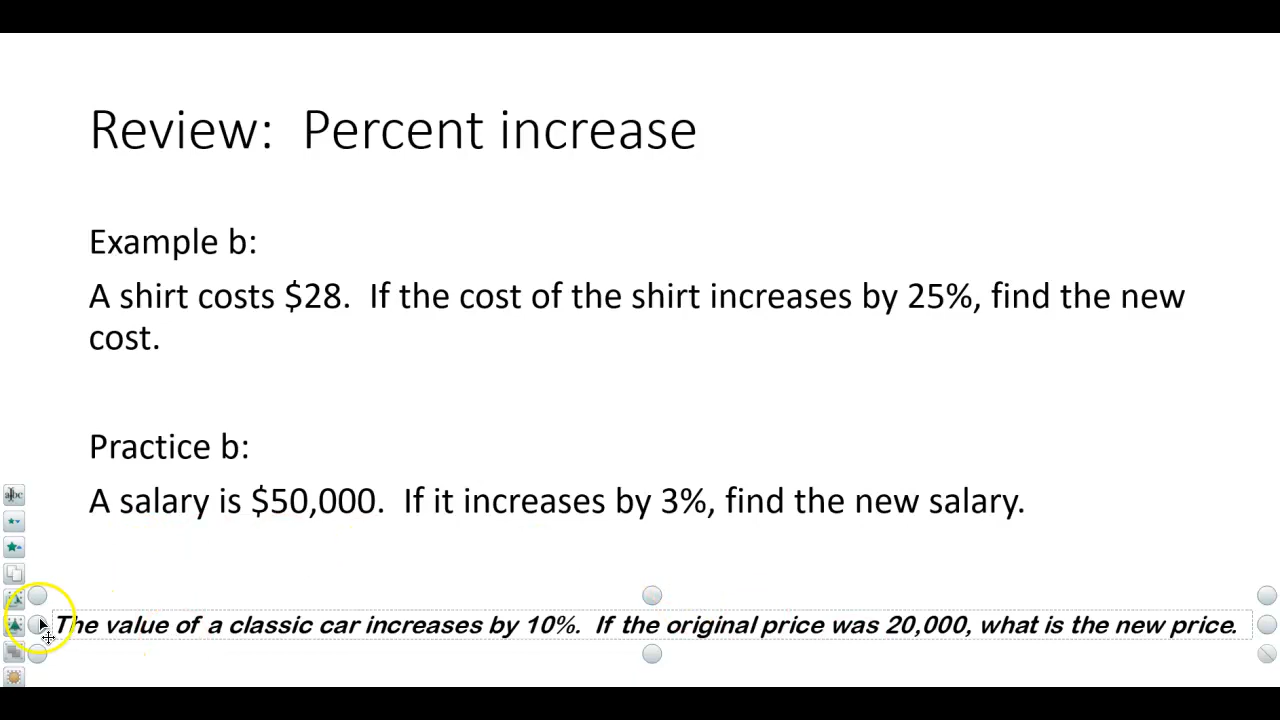 Review:  Percent increase
Example b:
A shirt costs $28.  If the cost of the shirt increases by 25%, find the new
cost.
Practice b:
A salary is $50,000.  If it increases by 3%, find the new salary.
The value of a classic car increases by 10%.  If the original price was 20,000, what is the new price.
abc